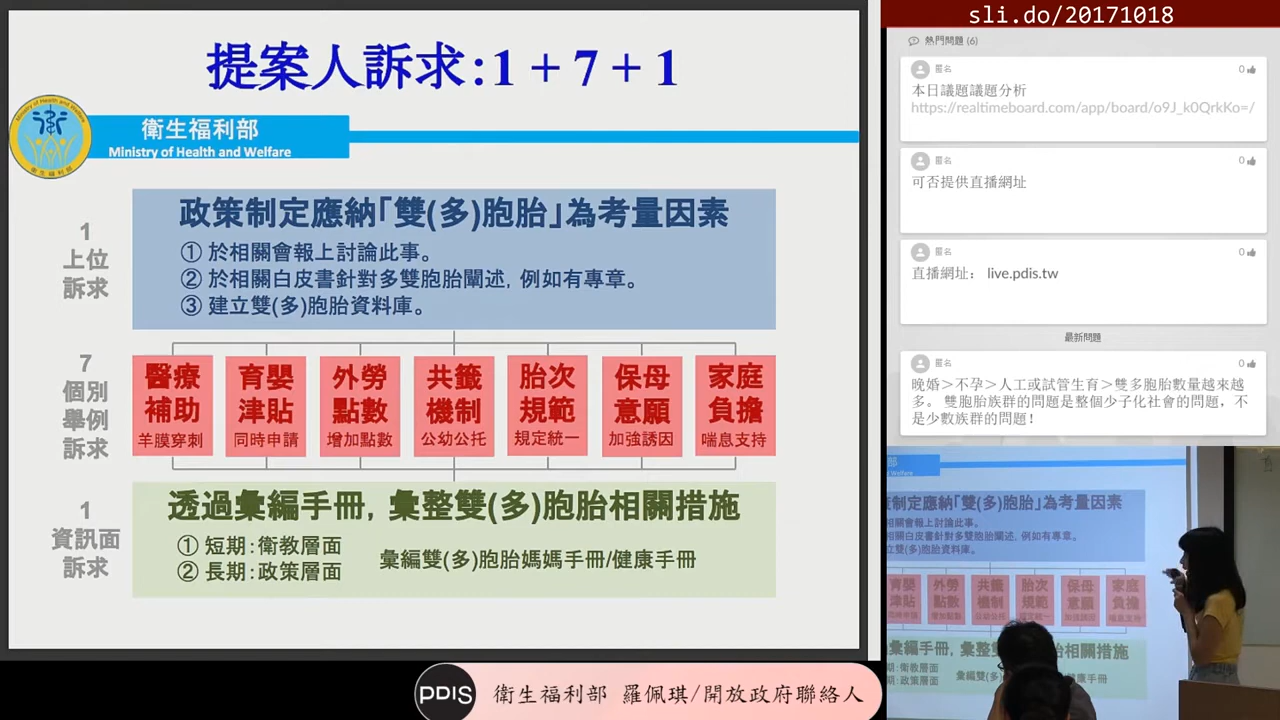 提案人訴求:1+7+1
衛生福利部
Ministry of Health and Welfare
1
上位
訴求
政策制定應納「雙(多)胞胎」為考量因素
① 於相關會報上討論此事。
② 於相關白皮書針對多雙胞胎闡述,例如有專章。
③ 建立雙(多)胞胎資料庫。
7
個別
舉例
訴求
醫療
補助
羊膜穿刺
育嬰
津貼
同時申請
外勞
點數
增加點數
共籤
機制
公幼公托
胎次
規範
規定統一
保母
意願
加強誘因
家庭
負擔
喘息支持
1
資訊面
訴求
透過彙編手冊,彙整雙(多)胞胎相關措施
① 短期:衛教層面
② 長期:政策層面
彙編雙(多)胞胎媽媽手冊/健康手冊
sli.do/20171018
熱門問題 (6)
匿名 0
本日議題議題分析
https://realtimeboard.com/app/board/o9J_k0QrkKo=/
匿名 0
可否提供直播網址
匿名 0
直播網址: live.pdis.tw
最新問題
匿名 0
晚婚>不孕>人工或試管生育>雙多胞胎數量越來越
多。 雙胞胎族群的問題是整個少子化社會的問題,不
是少數族群的問題!
PDIS
衛生福利部 羅佩琪/開放政府聯絡人